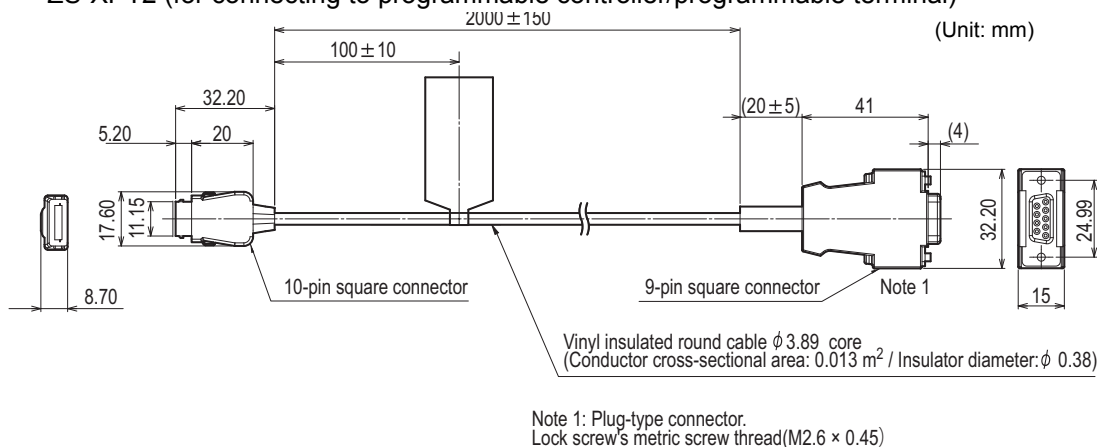 (for connecting to programmable controller/programmable terminal)
(Unit: mm)
2000±150
100±10
32.20
5.20
20
(20±5)
41
(4)
17.60
11.15
8.70
32.20
24.99
15
10-pin square connector
9-pin square connector
Note 1
Vinyl insulated round cable ϕ3.89 core
(Conductor cross-sectional area: 0.013 m² / Insulator diameter:ϕ 0.38)
Note 1: Plug-type connector.
Lock screw's metric screw thread(M2.6 × 0.45)